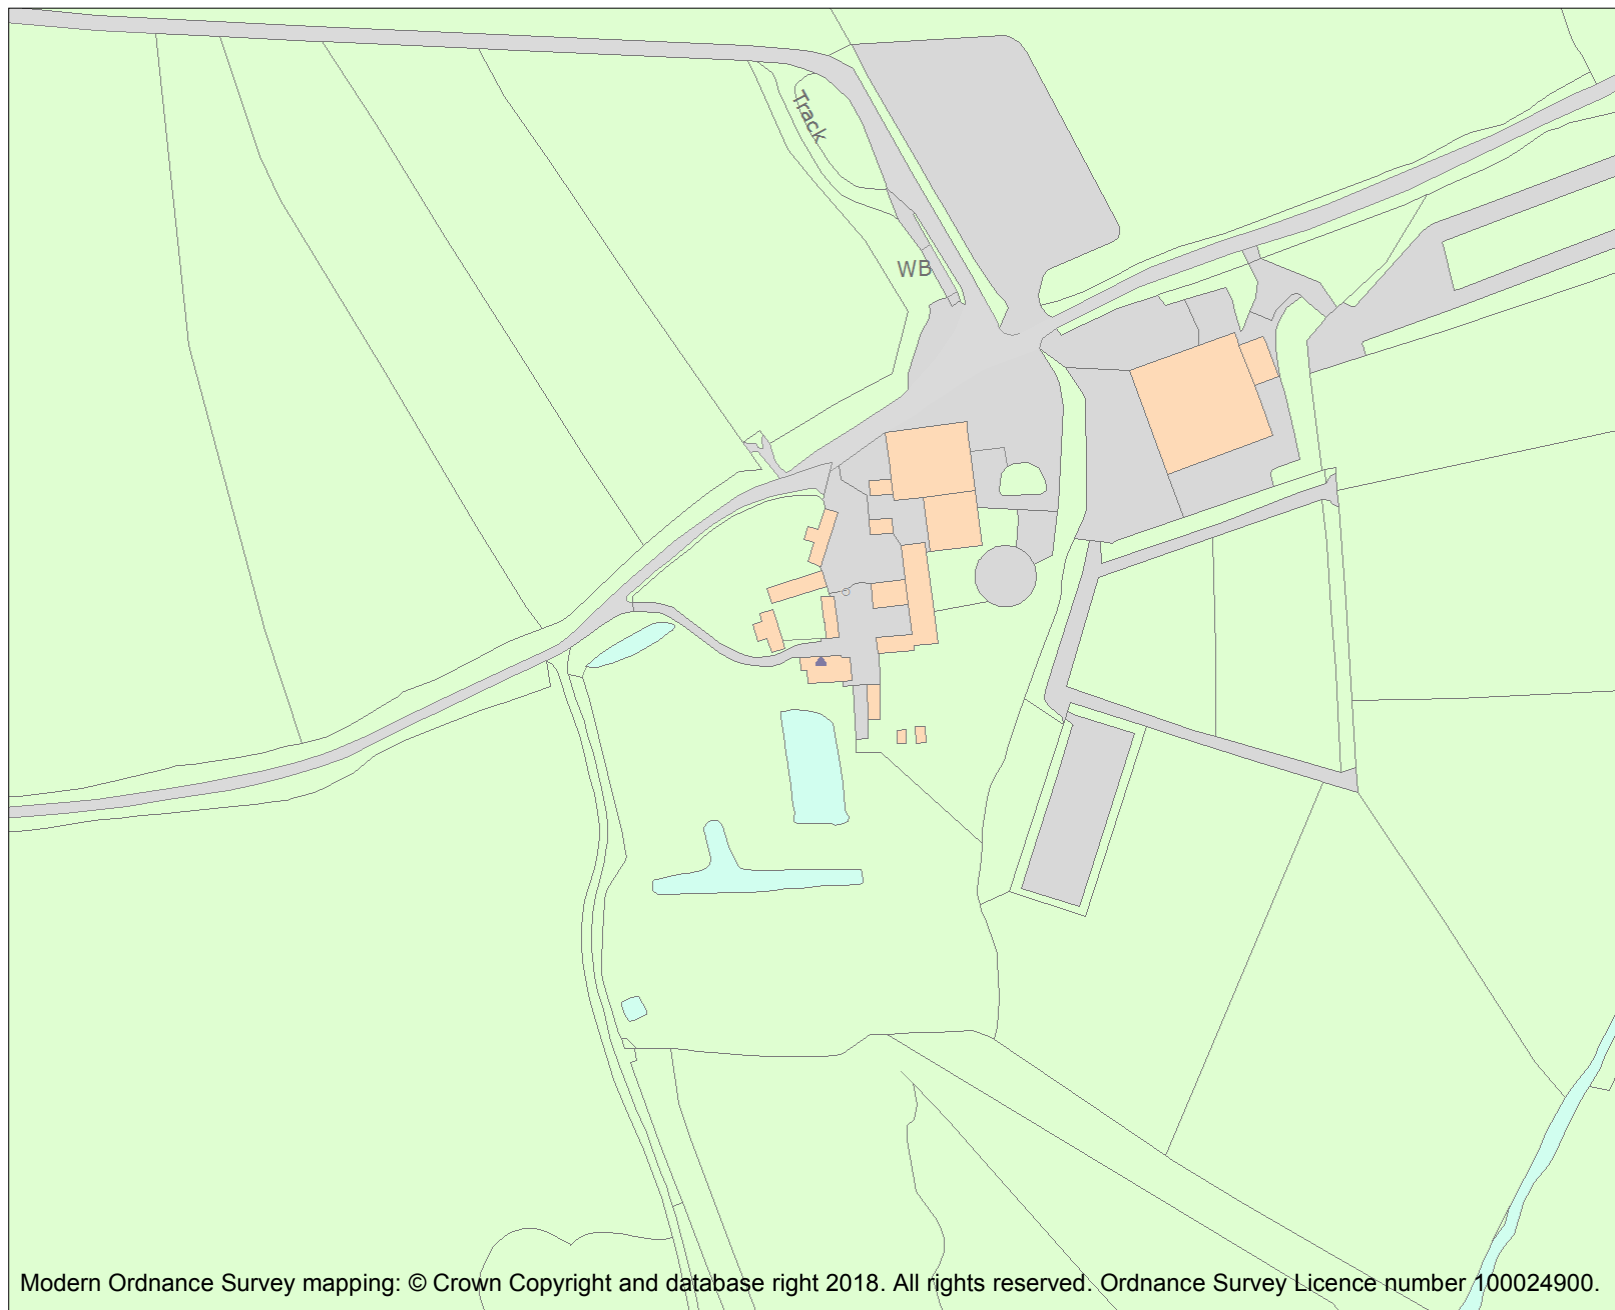 Track
WB
Modern Ordnance Survey mapping: © Crown Copyright and database right 2018. All rights reserved. Ordnance Survey Licence number 100024900.